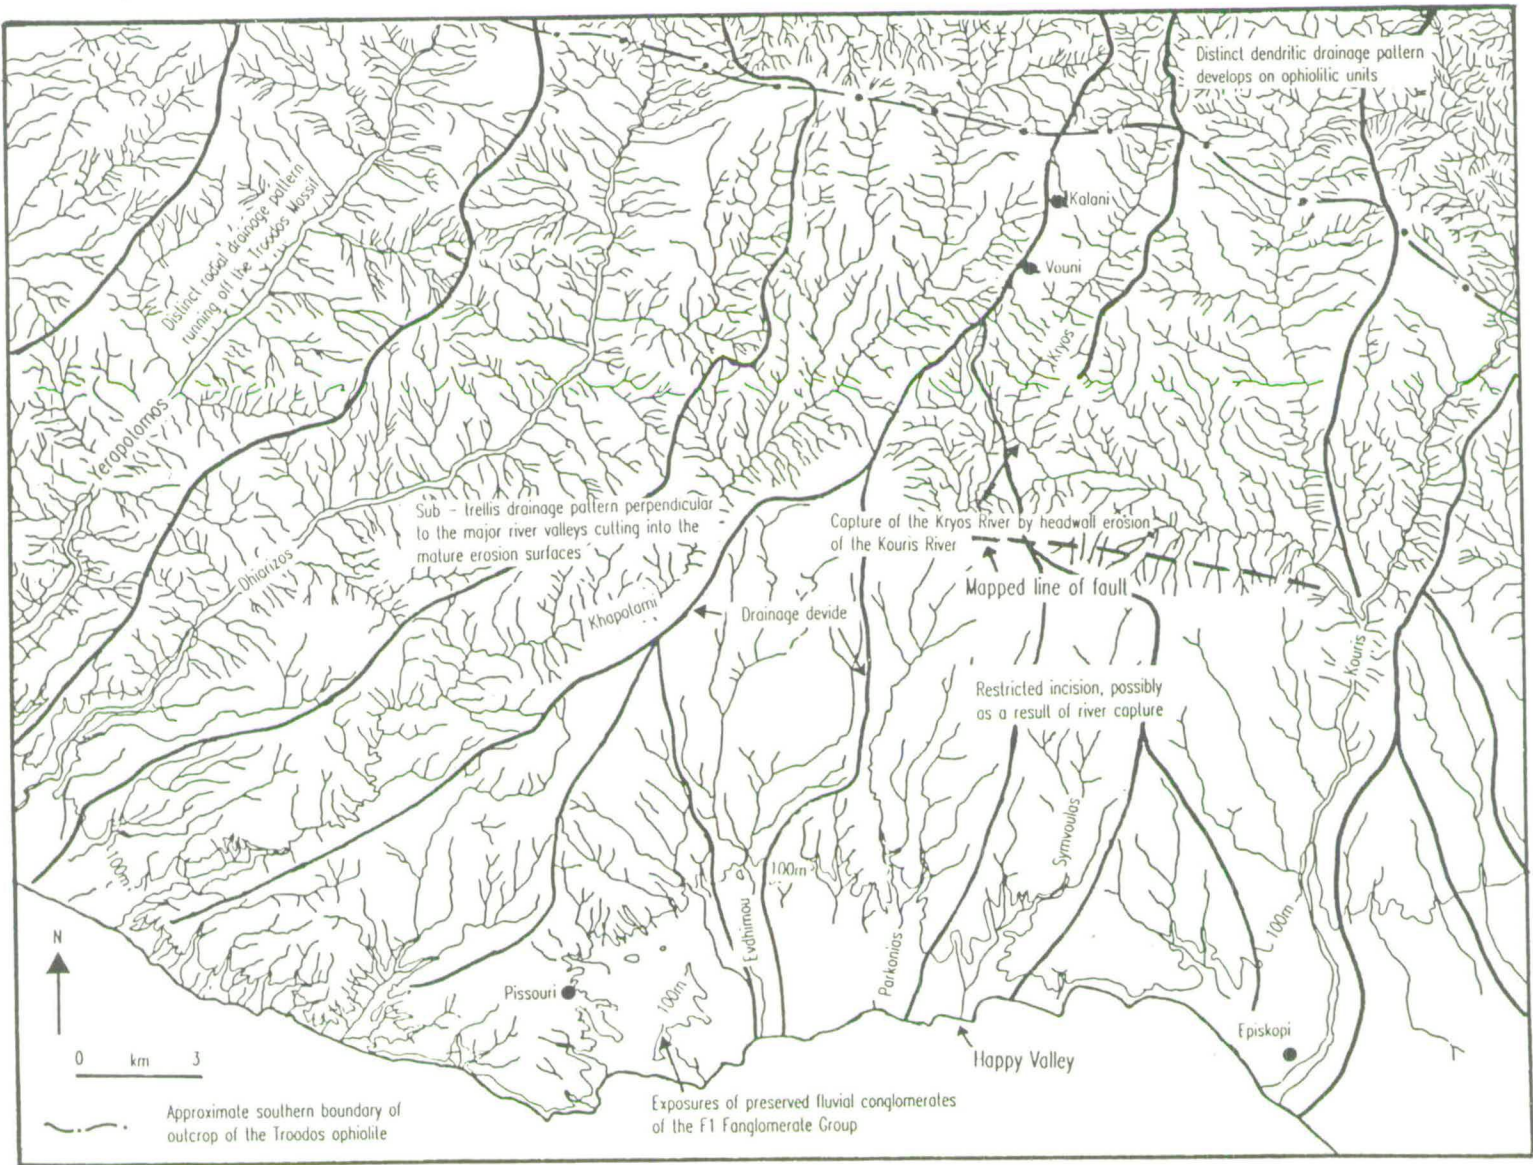 Distinct dendritic drainage pattern
develops on ophiolitic units
Distinct 'radial' drainage pattern
running off the Troodos Massif
Kalani
Vouni
Kryos
Yeropotomos
Sub - trellis drainage pattern perpendicular
to the major river valleys cutting into the
mature erosion surfaces
Capture of the Kryos River by headwall erosion
of the Kouris River
Mapped line of fault
Dhiarizos
Khapotami
Drainage devide
Kouris
Restricted incision, possibly
as a result of river capture
Symvoulas
100m
100m
100m
Evdhimou
Parkonias
N
Pissouri
100m
Episkopi
0 km 3
Happy Valley
Approximate southern boundary of
outcrop of the Troodos ophiolite
Exposures of preserved fluvial conglomerates
of the F1 Fanglomerate Group